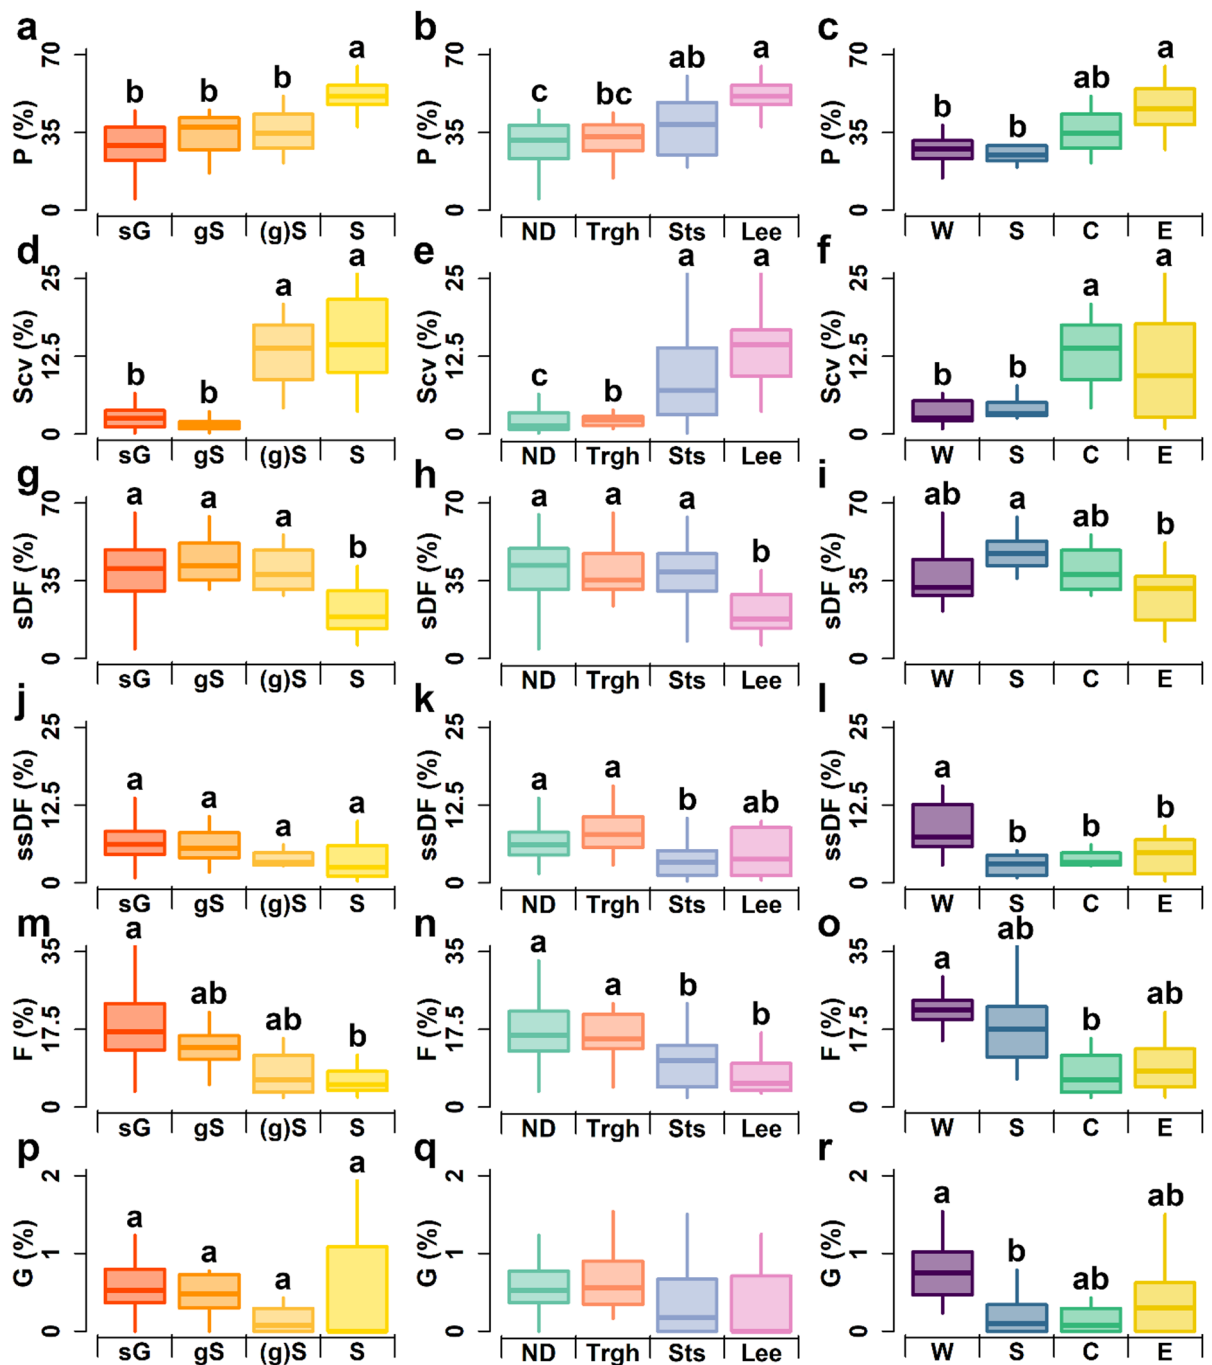 a b c
P (%) 70 35 0 b b b a
sG gS (g)S S
P (%) 70 35 0 c bc ab a
ND Trgh Sts Lee
P (%) 70 35 0 b b ab a
W S C E
d e f
Scv (%) 25 12.5 0 b b a a
sG gS (g)S S
Scv (%) 25 12.5 0 c b a a
ND Trgh Sts Lee
Scv (%) 25 12.5 0 b b a a
W S C E
g h i
sDF (%) 70 35 0 a a a b
sG gS (g)S S
sDF (%) 70 35 0 a a a b
ND Trgh Sts Lee
sDF (%) 70 35 0 ab a ab b
W S C E
j k l
ssDF (%) 25 12.5 0 a a a a
sG gS (g)S S
ssDF (%) 25 12.5 0 a a b ab
ND Trgh Sts Lee
ssDF (%) 25 12.5 0 a b b b
W S C E
m n o
F (%) 35 17.5 0 a ab ab b
sG gS (g)S S
F (%) 35 17.5 0 a a b b
ND Trgh Sts Lee
F (%) 35 17.5 0 a ab b ab
W S C E
p q r
G (%) 2 1 0 a a a a
sG gS (g)S S
G (%) 2 1 0
ND Trgh Sts Lee
G (%) 2 1 0 a b ab ab
W S C E